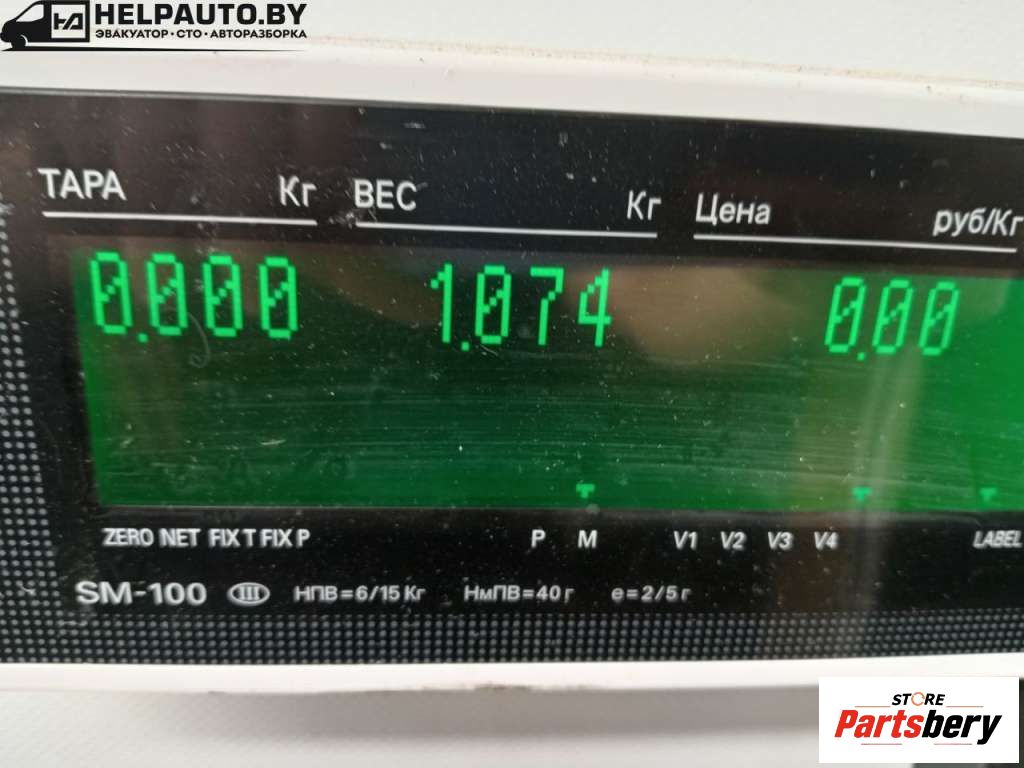 HELPAUTO.BY
ЭВАКУАТОР • СТО • АВТОРАЗБОРКА
ТАРА Кг ВЕС Кг Цена руб/Кг
0.000 1.074 0.00
ZERO NET FIX T FIX P P M V1 V2 V3 V4 LABEL
SM-100 III НПВ=6/15 Кг НмПВ=40 г e=2/5 г
STORE
Partsbery